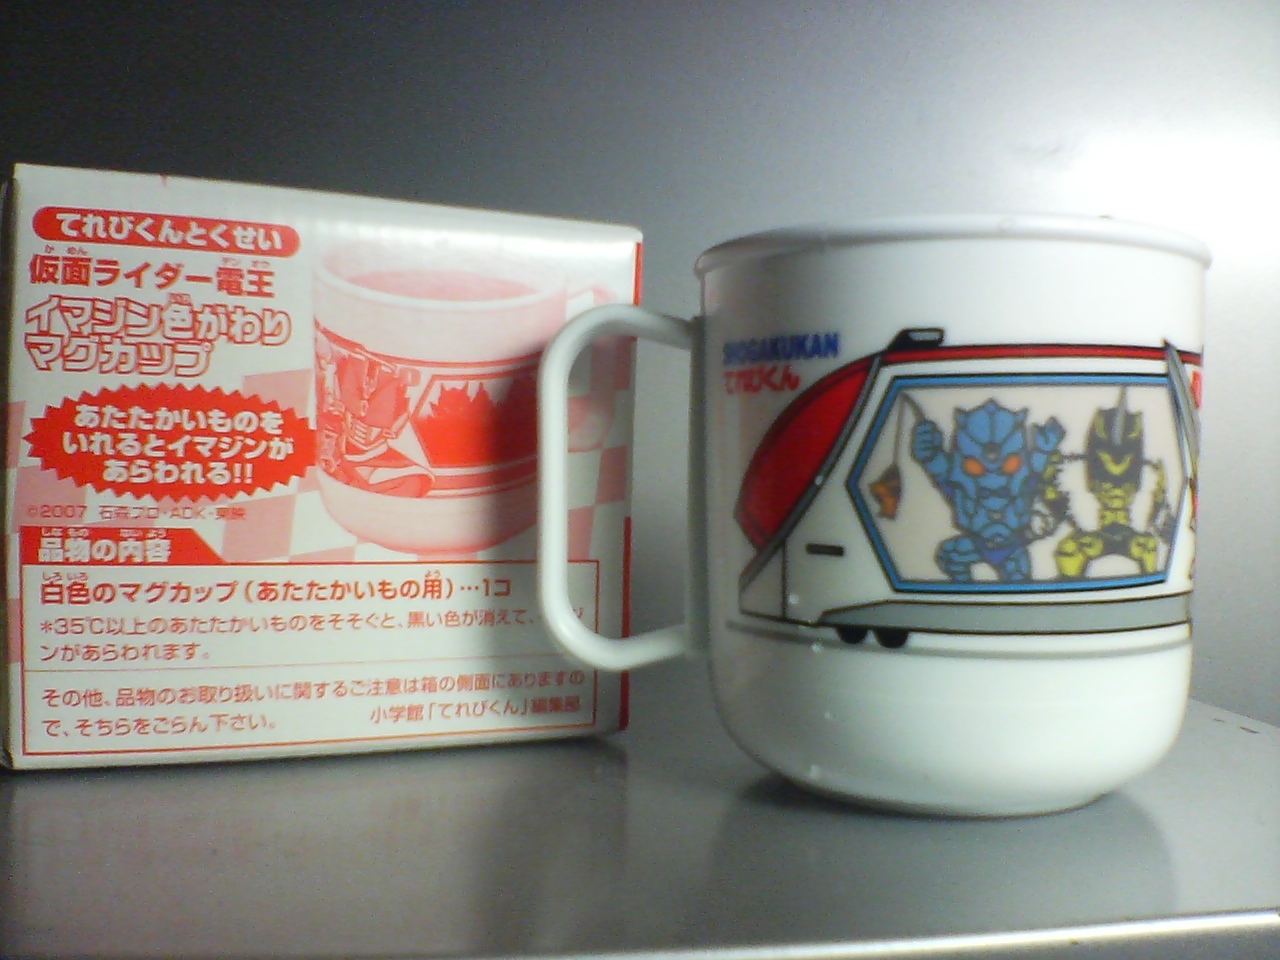 てれびくんとくせい
仮面ライダー電王
イマジン色がわり
マグカップ
あたたかいものを
いれるとイマジンが
あらわれる!!
©2007 石森プロ・ADK・東映
品物の内容
白色のマグカップ(あたたかいもの用)…1コ
*35℃以上のあたたかいものをそそぐと、黒い色が消えて、
ンがあらわれます。
その他、品物のお取り扱いに関するご注意は箱の側面にありますの
で、そちらをごらん下さい。
小学館「てれびくん」編集部
SHOGAKUKAN
てれびくん